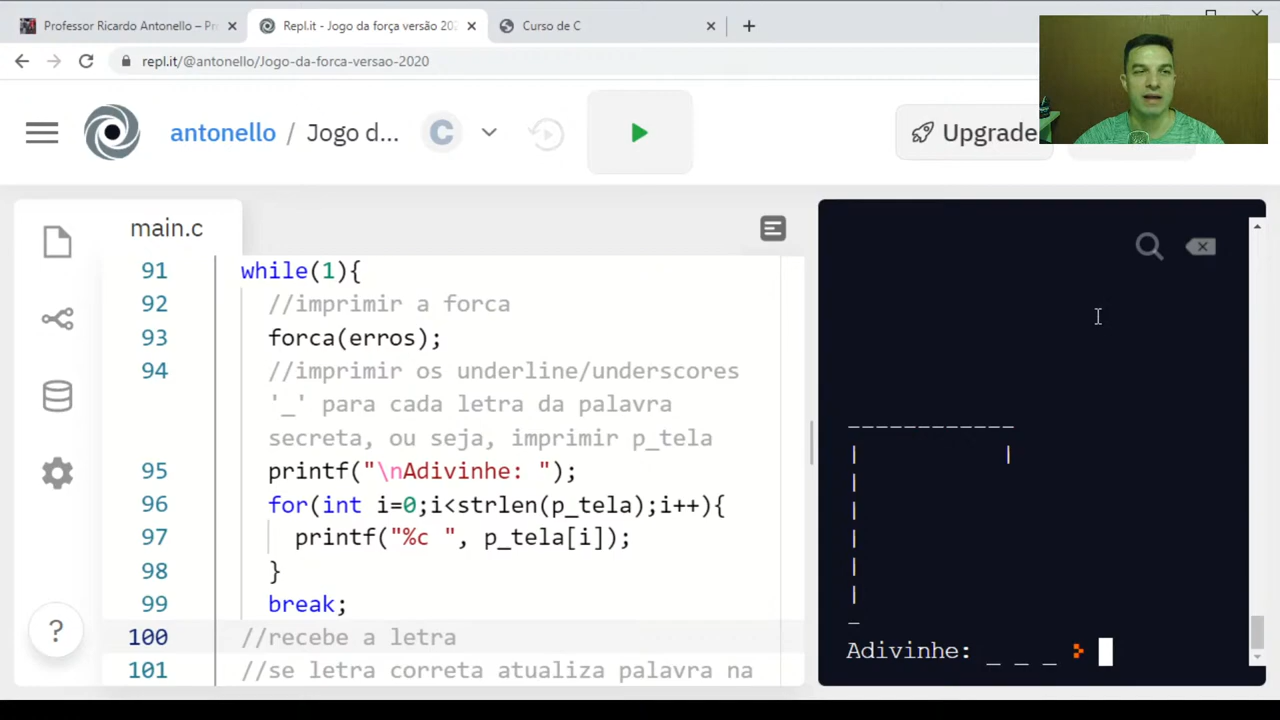 Professor Ricardo Antonello – Pr
Repl.it - Jogo da força versão 202
Curso de C
repl.it/@antonello/Jogo-da-forca-versao-2020
antonello / Jogo d...
C
Upgrade
main.c
91 while(1){
92 //imprimir a forca
93 forca(erros);
94 //imprimir os underline/underscores
'_' para cada letra da palavra
secreta, ou seja, imprimir p_tela
95 printf("\nAdivinhe: ");
96 for(int i=0;i<strlen(p_tela);i++){
97 printf("%c ", p_tela[i]);
98 }
99 break;
100 //recebe a letra
101 //se letra correta atualiza palavra na
?
____________
| |
|
|
|
|
|
_
Adivinhe: _ _ _ >